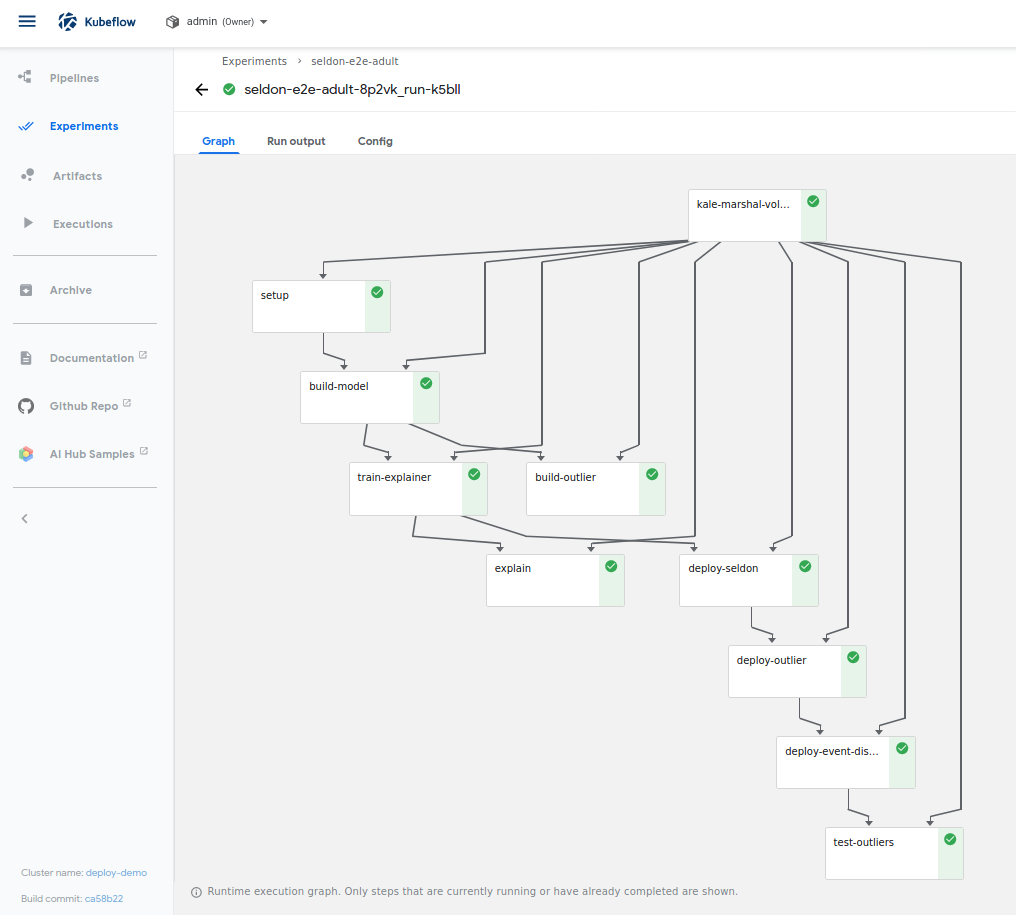 Kubeflow
admin (Owner)
Pipelines
Experiments
Artifacts
Executions
Archive
Documentation
Github Repo
AI Hub Samples
Cluster name: deploy-demo
Build commit: ca58b22
Experiments › seldon-e2e-adult
seldon-e2e-adult-8p2vk_run-k5bll
Graph Run output Config
kale-marshal-vol...
setup
build-model
train-explainer
build-outlier
explain
deploy-seldon
deploy-outlier
deploy-event-dis...
test-outliers
Runtime execution graph. Only steps that are currently running or have already completed are shown.